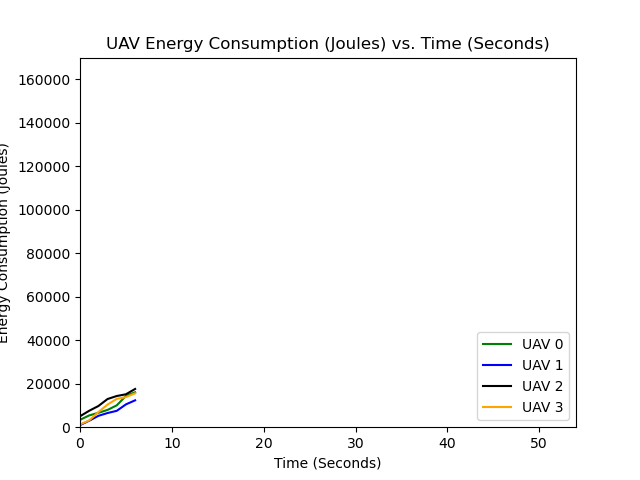 UAV Energy Consumption (Joules) vs. Time (Seconds)
160000
140000
120000
100000
80000
60000
40000
20000
0
Energy Consumption (Joules)
0 10 20 30 40 50
Time (Seconds)
UAV 0
UAV 1
UAV 2
UAV 3